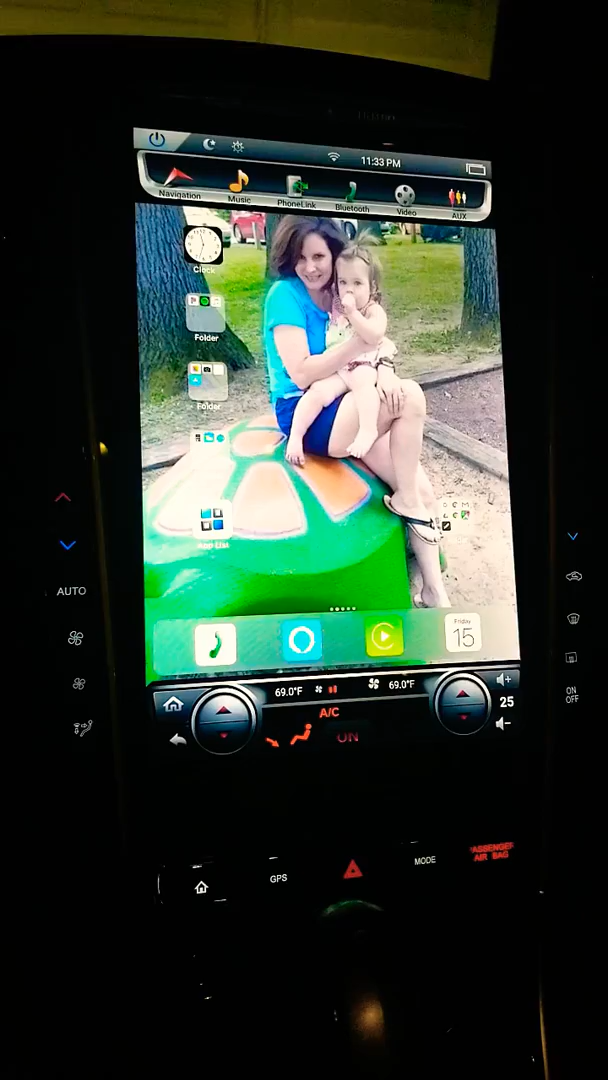 11:33 PM
Navigation
Music
PhoneLink
Bluetooth
Video
AUX
Clock
Folder
Folder
App List
Friday
15
AUTO
69.0°F
69.0°F
A/C
ON
25
ON
OFF
GPS
MODE
PASSENGER
AIR BAG